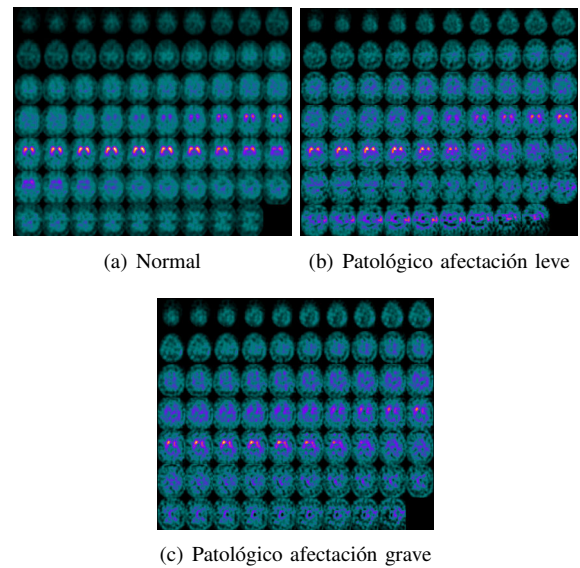 (a) Normal
(b) Patológico afectación leve
(c) Patológico afectación grave